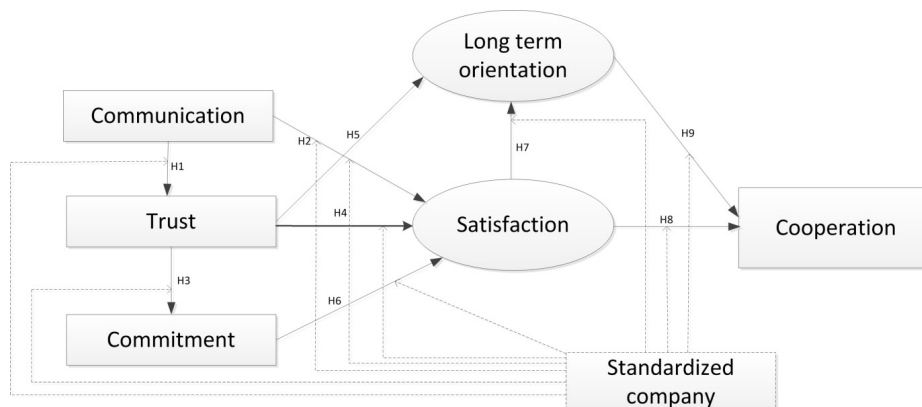 Long term
orientation
Communication
H2
H5
H9
H1
H7
Trust
H4
Satisfaction
H8
Cooperation
H3
H6
Commitment
Standardized
company